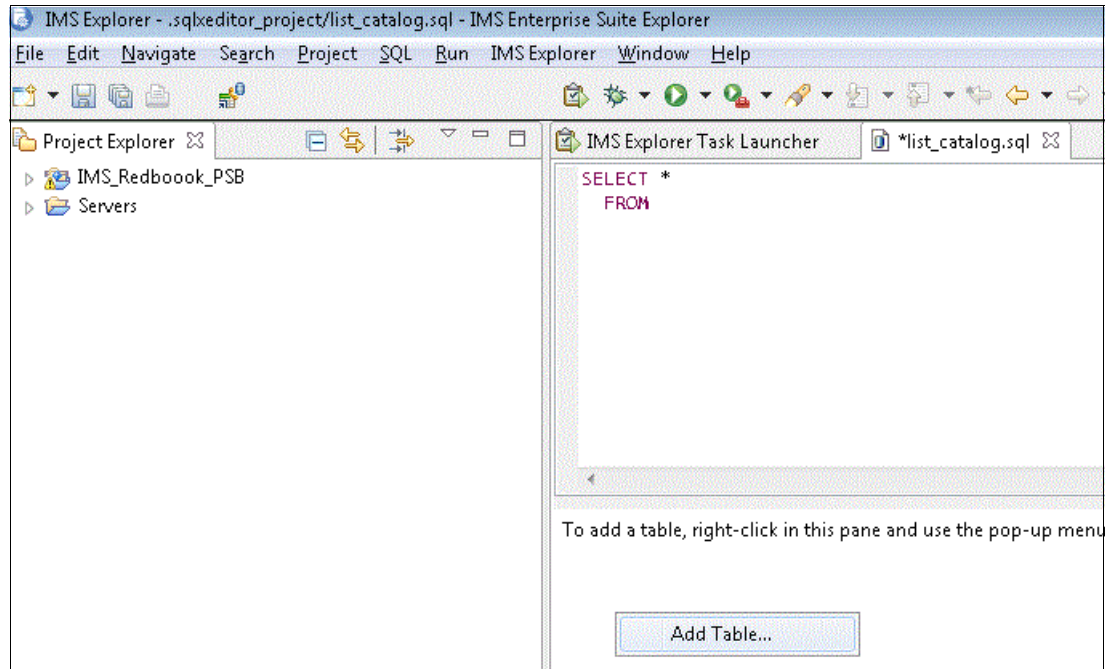 IMS Explorer - .sqlxeditor_project/list_catalog.sql - IMS Enterprise Suite Explorer
File Edit Navigate Search Project SQL Run IMS Explorer Window Help
Project Explorer
IMS Explorer Task Launcher *list_catalog.sql
IMS_Redboook_PSB
Servers
SELECT *
FROM
To add a table, right-click in this pane and use the pop-up menu
Add Table...